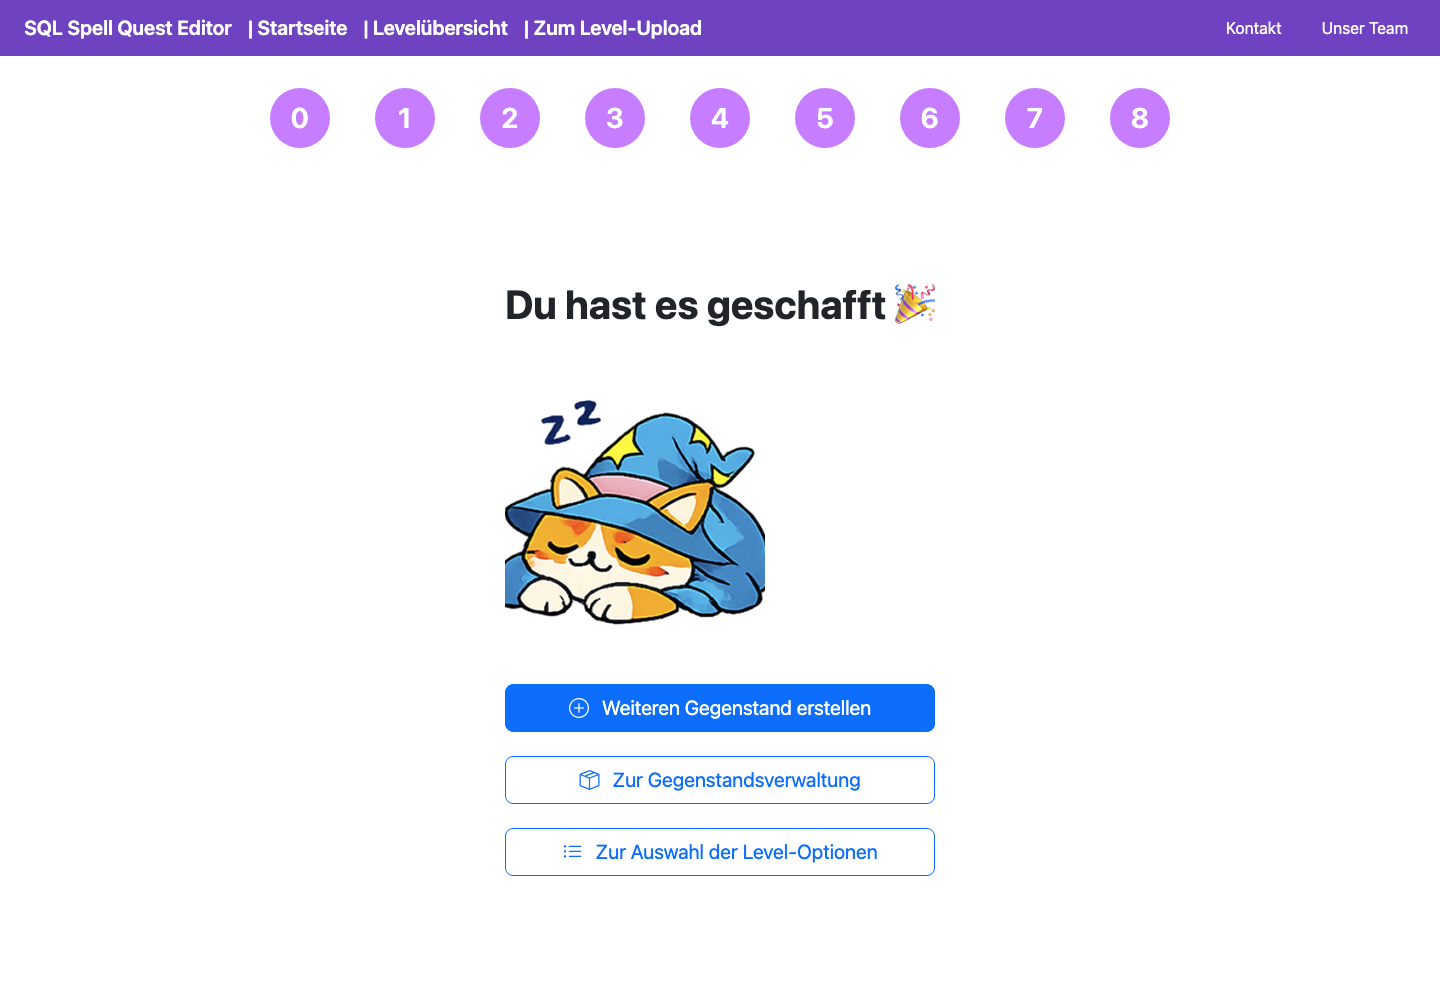 SQL Spell Quest Editor | Startseite | Levelübersicht | Zum Level-Upload Kontakt Unser Team
0 1 2 3 4 5 6 7 8
Du hast es geschafft 🎉
z z
Weiteren Gegenstand erstellen
Zur Gegenstandsverwaltung
Zur Auswahl der Level-Optionen